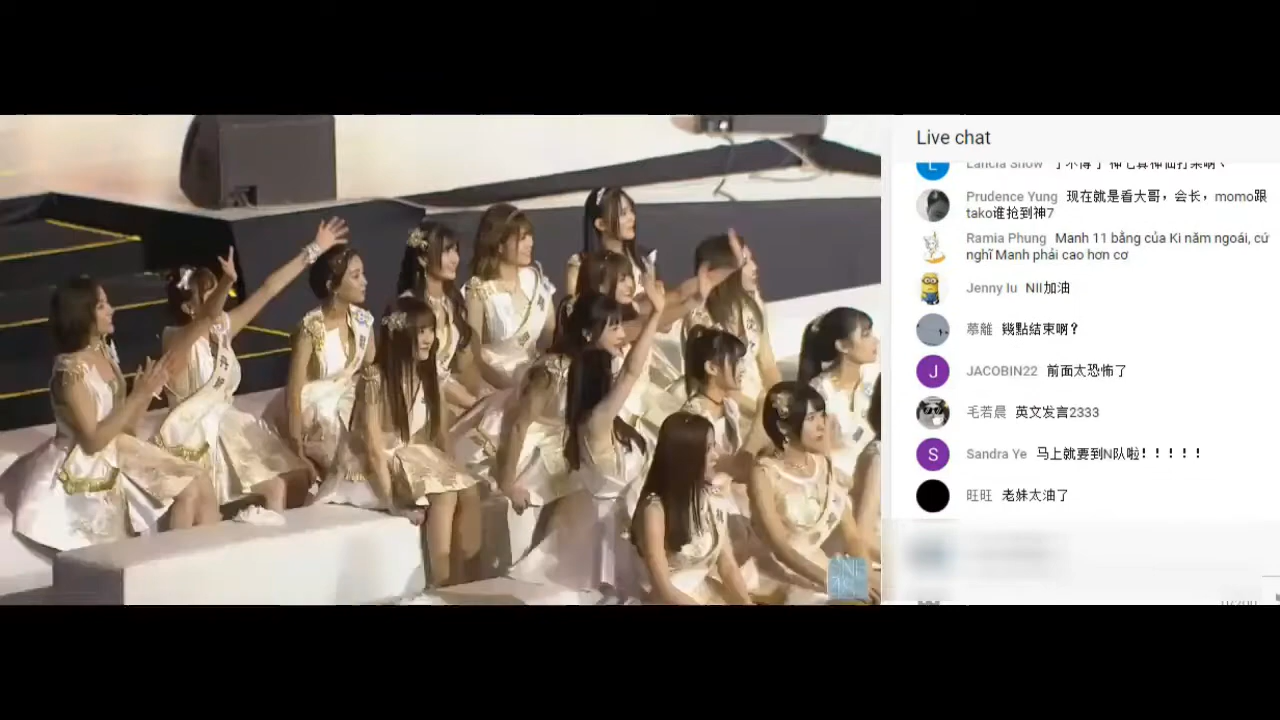 Live chat
L
Prudence Yung 现在就是看大哥，会长，momo跟
tako谁抢到神7
Ramia Phung Manh 11 bằng của Ki năm ngoái, cứ
nghĩ Manh phải cao hơn cơ
Jenny Iu NII加油
夢離 幾點結束啊？
J JACOBIN22 前面太恐怖了
毛若晨 英文发言2333
S Sandra Ye 马上就要到N队啦！！！！！
旺旺 老妹太油了